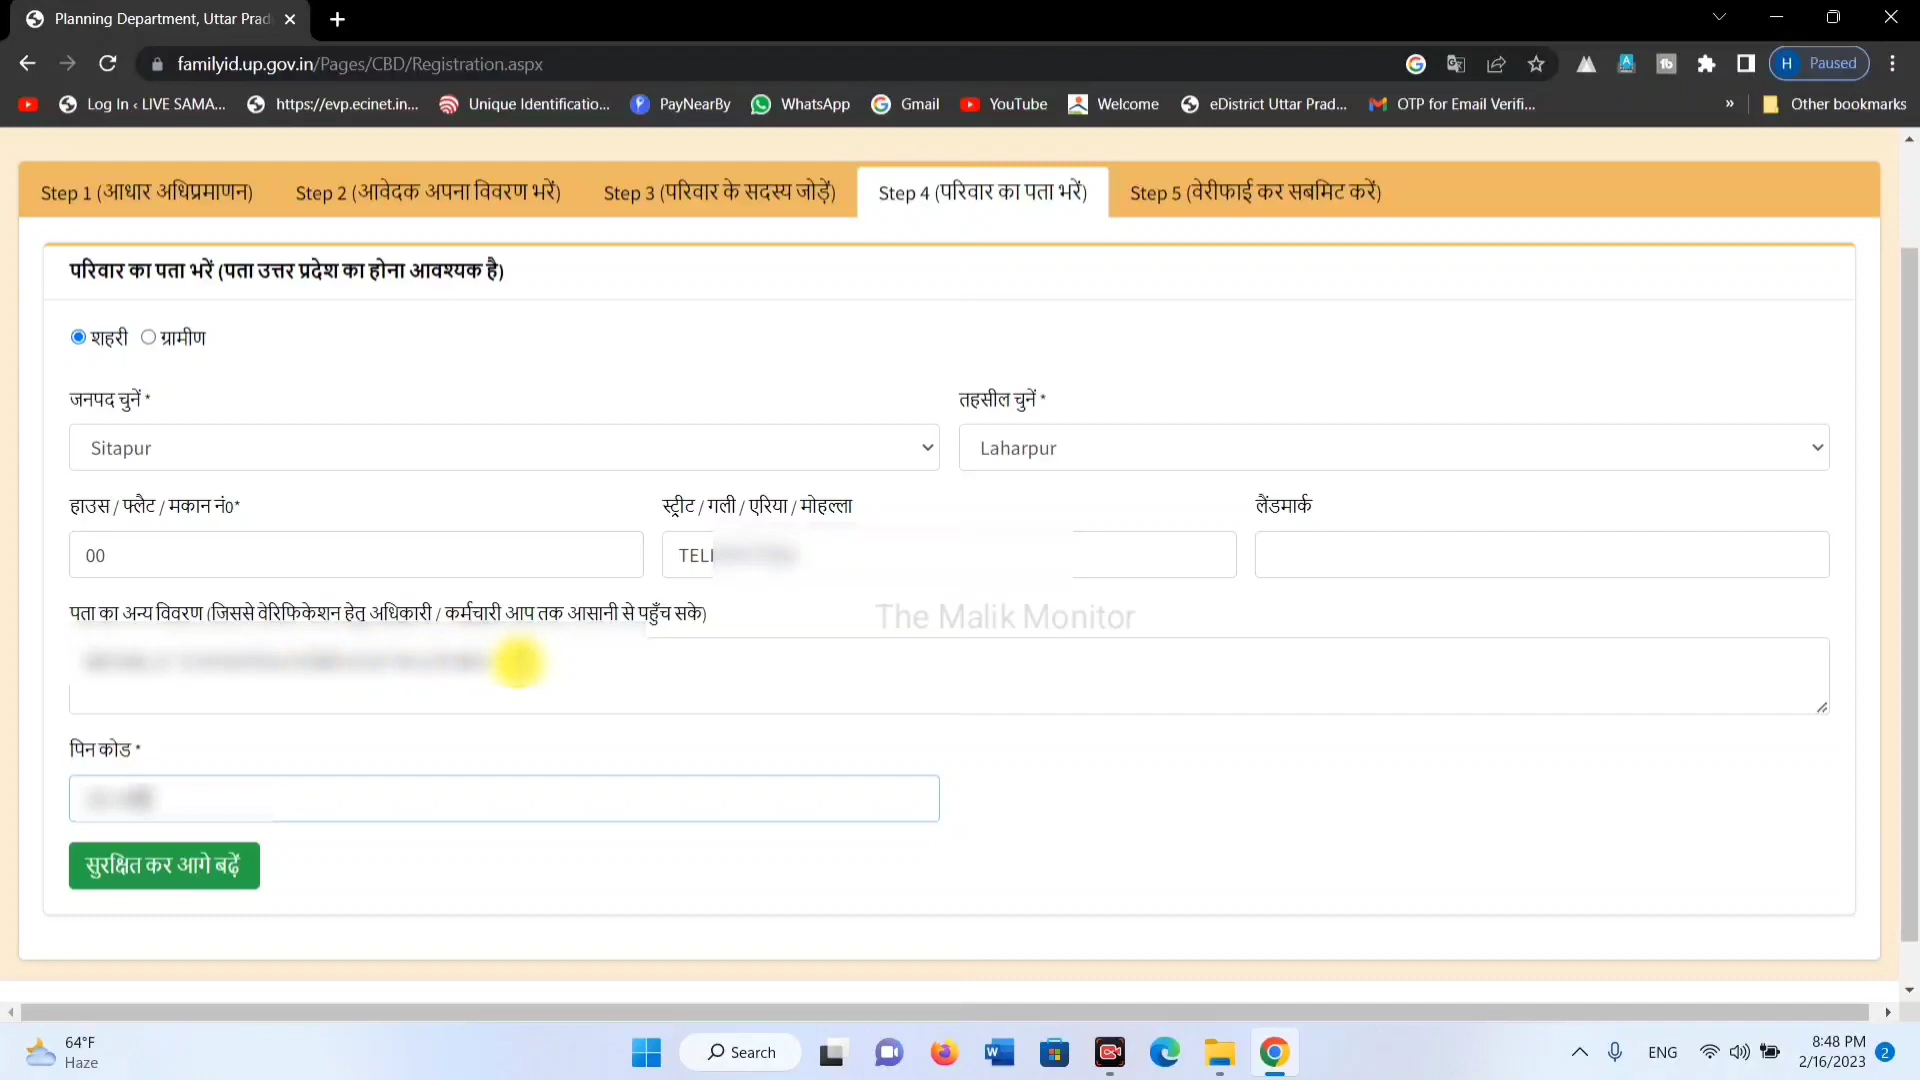 Planning Department, Uttar Prad
familyid.up.gov.in/Pages/CBD/Registration.aspx
H Paused
Log In ‹ LIVE SAMA... https://evp.ecinet.in... Unique Identificatio... PayNearBy WhatsApp Gmail YouTube Welcome eDistrict Uttar Prad... OTP for Email Verifi... » Other bookmarks
Step 1 (आधार अधिप्रमाणन) Step 2 (आवेदक अपना विवरण भरें) Step 3 (परिवार के सदस्य जोड़ें) Step 4 (परिवार का पता भरें) Step 5 (वेरीफाई कर सबमिट करें)
परिवार का पता भरें (पता उत्तर प्रदेश का होना आवश्यक है)
शहरी ग्रामीण
जनपद चुनें * तहसील चुनें *
Sitapur Laharpur
हाउस / फ्लैट / मकान नं0* स्ट्रीट / गली / एरिया / मोहल्ला लैंडमार्क
00
पता का अन्य विवरण (जिससे वेरिफिकेशन हेतु अधिकारी / कर्मचारी आप तक आसानी से पहुँच सके)
The Malik Monitor
पिन कोड *
सुरक्षित कर आगे बढ़ें
64°F
Haze
Search
ENG
8:48 PM
2/16/2023
2